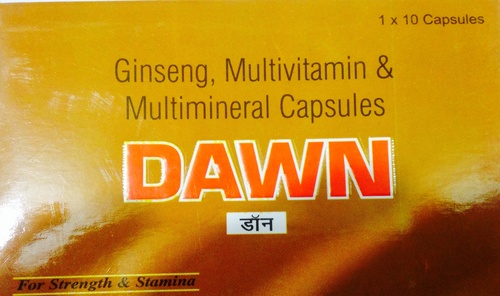 1 x 10 Capsules
Ginseng, Multivitamin &
Multimineral Capsules
DAWN
डॉन
For Strength & Stamina